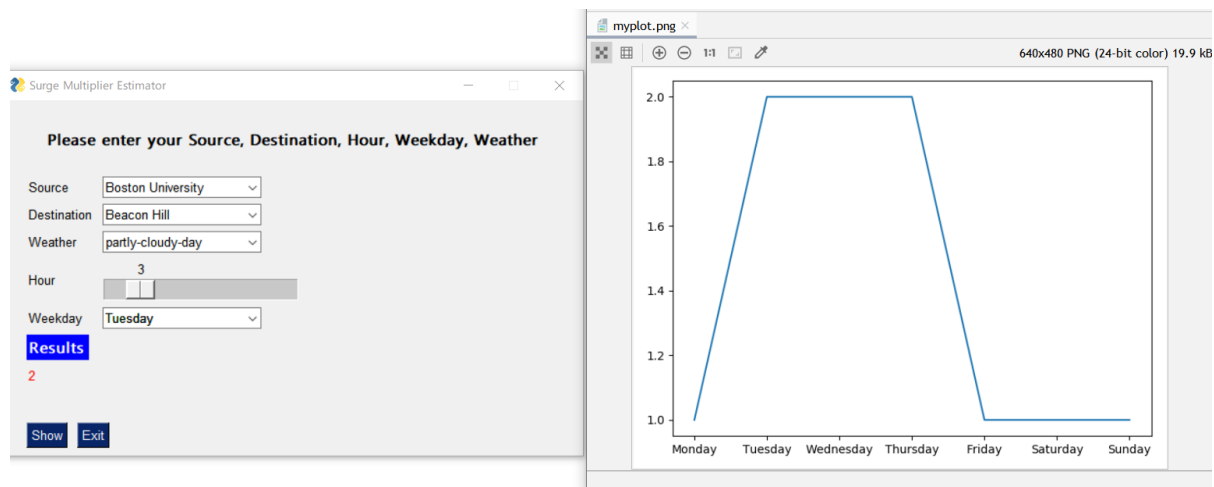 Surge Multiplier Estimator
Please enter your Source, Destination, Hour, Weekday, Weather
Source Boston University
Destination Beacon Hill
Weather partly-cloudy-day
3
Hour
Weekday Tuesday
Results
2
Show Exit
myplot.png
1:1 640x480 PNG (24-bit color) 19.9 kB
2.0
1.8
1.6
1.4
1.2
1.0
Monday Tuesday Wednesday Thursday Friday Saturday Sunday